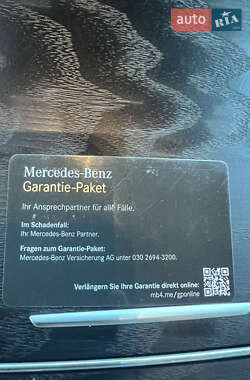 auto RIA.com
Mercedes-Benz
Garantie-Paket
Ihr Ansprechpartner für alle Fälle.
Im Schadenfall:
Ihr Mercedes-Benz Partner.
Fragen zum Garantie-Paket:
Mercedes-Benz Versicherung AG unter 030 2694-3200.
Verlängern Sie Ihre Garantie direkt online:
mb4.me/gponline